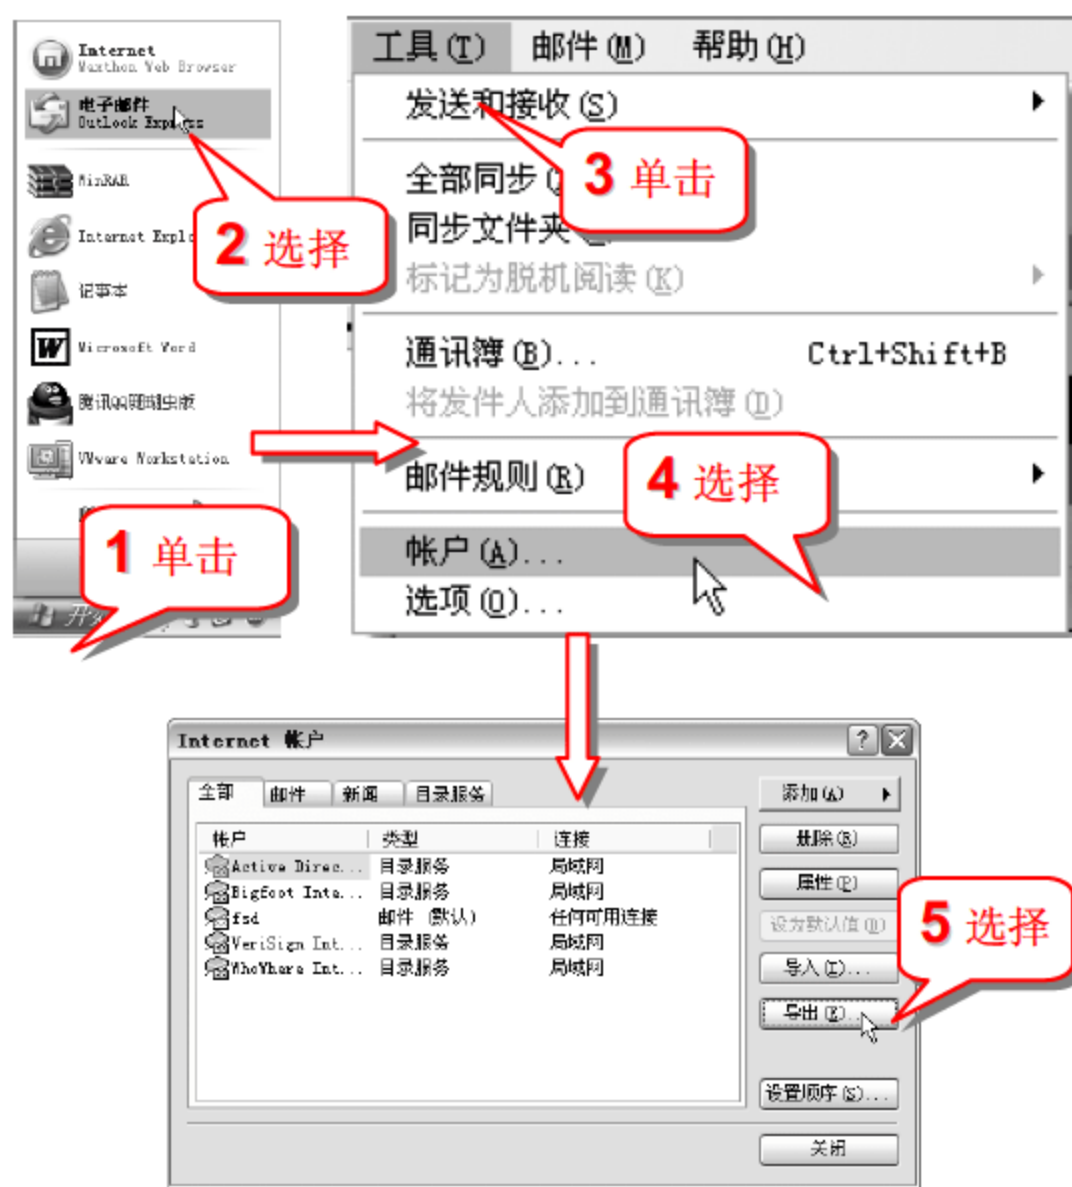 Internet
Maxthon Web Browser
电子邮件
Outlook Express
WinRAR
Internet Explo
记事本
Microsoft Word
腾讯QQ珊瑚虫版
VMware Workstation
1 单击
2 选择
工具(T) 邮件(M) 帮助(H)
发送和接收(S)
3 单击
全部同步(
同步文件夹
标记为脱机阅读(K)
通讯簿(B)... Ctrl+Shift+B
将发件人添加到通讯簿(D)
邮件规则(R)
4 选择
帐户(A)...
选项(O)...
Internet 帐户
全部 邮件 新闻 目录服务
添加(A)
帐户 类型 连接
删除(R)
Active Direc... 目录服务 局域网
Bigfoot Inte... 目录服务 局域网
属性(P)
fsd 邮件 (默认) 任何可用连接
设为默认值(D)
5 选择
VeriSign Int... 目录服务 局域网
WhoWhere Int... 目录服务 局域网
导入(I)...
导出(E)...
设置顺序(S)...
关闭